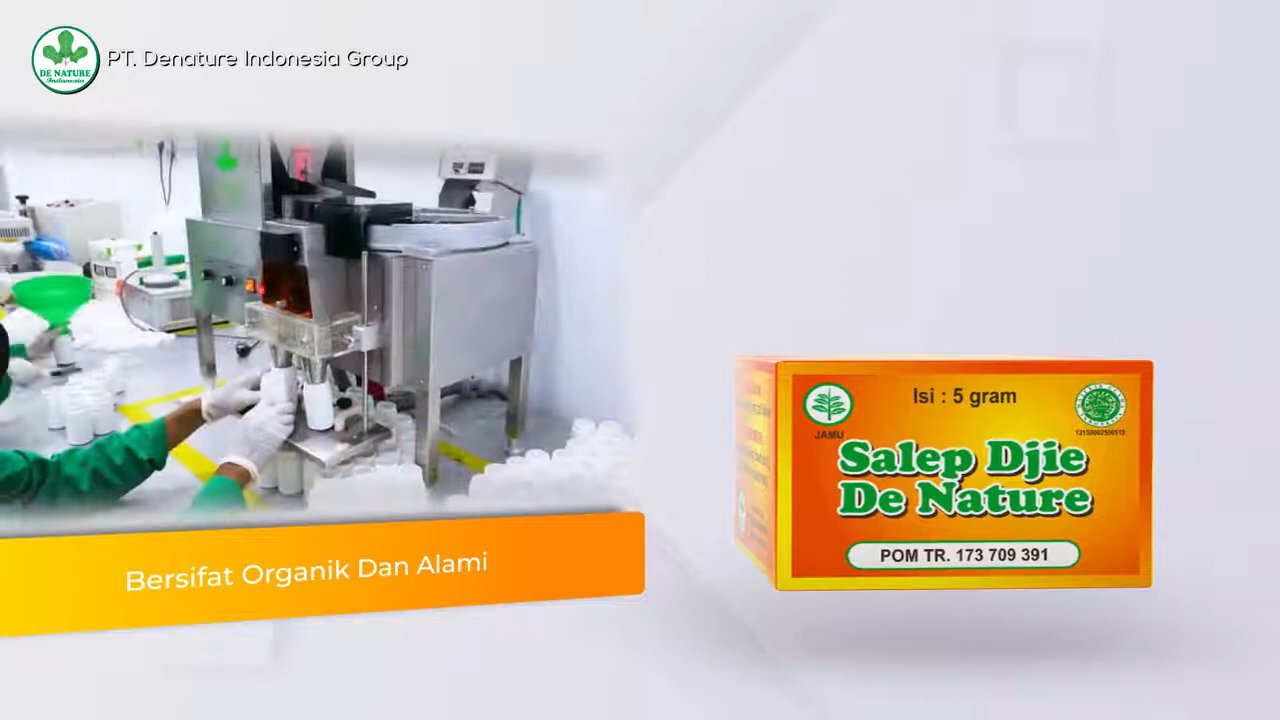 DE NATURE
Indonesia
PT. Denature Indonesia Group
Bersifat Organik Dan Alami
Isi : 5 gram
JAMU
Salep Djie
De Nature
POM TR. 173 709 391